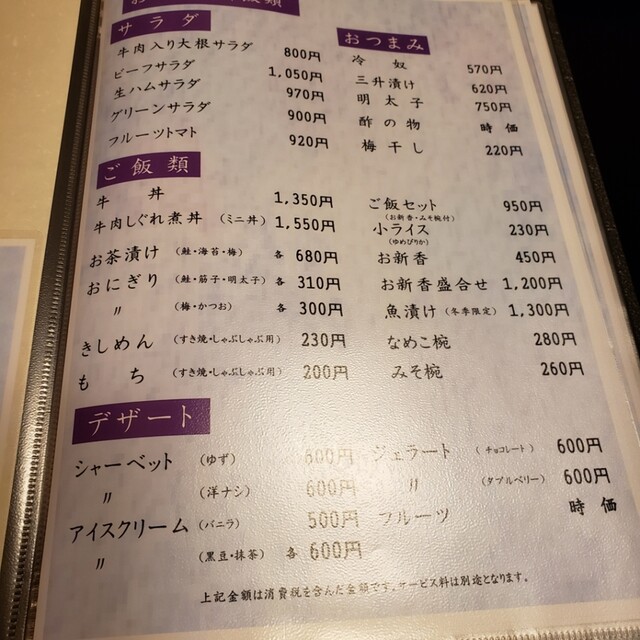 サラダ
牛肉入り大根サラダ 800円
ビーフサラダ 1,050円
生ハムサラダ 970円
グリーンサラダ 900円
フルーツトマト 920円
おつまみ
冷奴 570円
三升漬け 620円
明太子 750円
酢の物 時価
梅干し 220円
ご飯類
牛丼 1,350円
牛肉しぐれ煮丼 (ミニ丼) 1,550円
お茶漬け (鮭・海苔・梅) 各 680円
おにぎり (鮭・筋子・明太子) 各 310円
〃 (梅・かつお) 各 300円
きしめん (すき焼・しゃぶしゃぶ用) 230円
もち (すき焼・しゃぶしゃぶ用) 200円
ご飯セット 950円
(お新香・みそ椀付)
小ライス 230円
(ゆめぴりか)
お新香 450円
お新香盛合せ 1,200円
魚漬け (冬季限定) 1,300円
なめこ椀 280円
みそ椀 260円
デザート
シャーベット (ゆず) 600円
〃 (洋ナシ) 600円
アイスクリーム (バニラ) 500円
〃 (黒豆・抹茶) 各 600円
ジェラート (チョコレート) 600円
〃 (ダブルベリー) 600円
フルーツ 時価
上記金額は消費税を含んだ金額です。サービス料は別途となります。